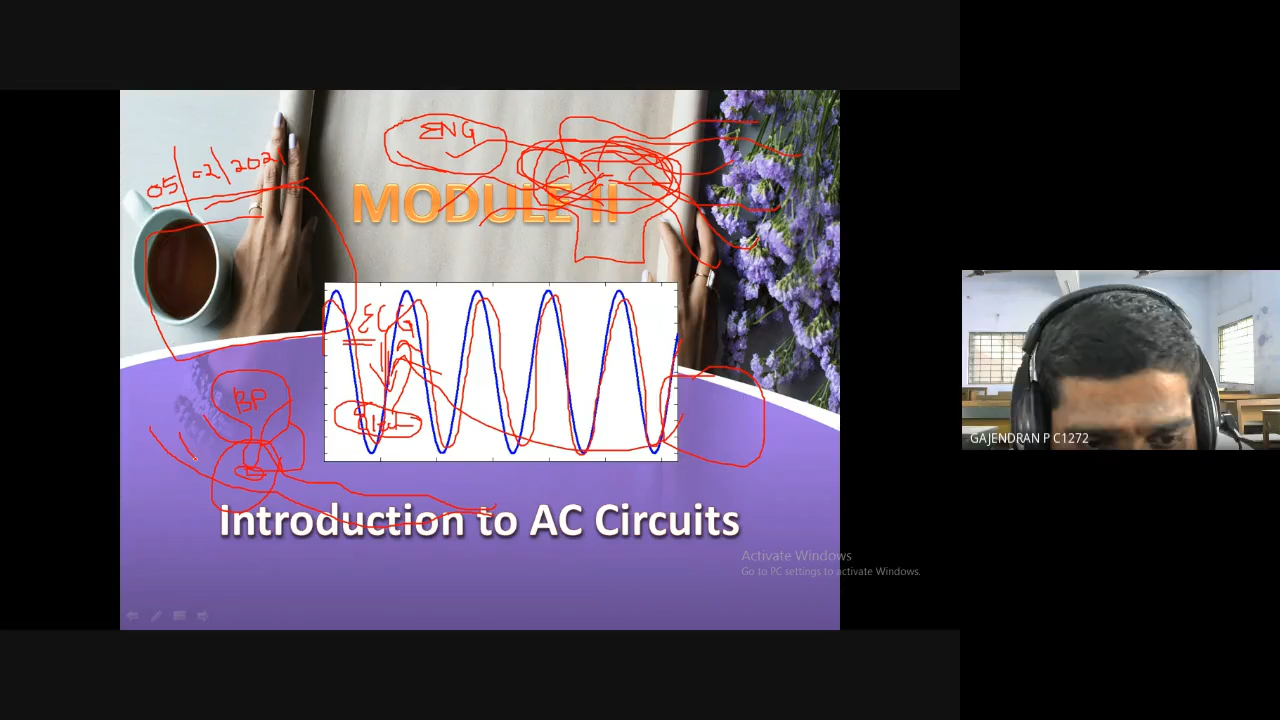 05/02/2021
ENG
MODULE II
ECG
BP
Introduction to AC Circuits
Activate Windows
Go to PC settings to activate Windows.
GAJENDRAN P C1272